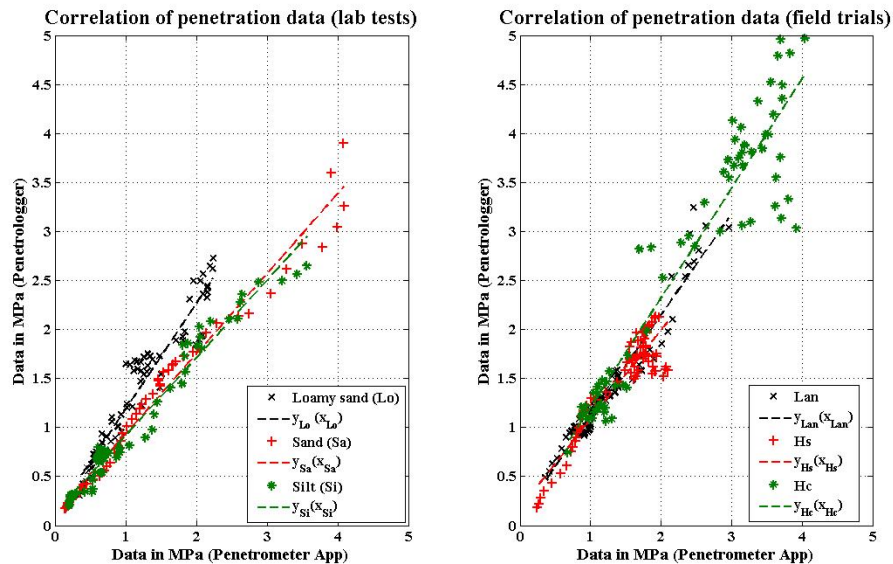 Correlation of penetration data (lab tests)
Data in MPa (Penetrologger)
5
4.5
4
3.5
3
2.5
2
1.5
1
0.5
0
0 1 2 3 4 5
Data in MPa (Penetrometer App)
Loamy sand (Lo)
y_Lo(x_Lo)
Sand (Sa)
y_Sa(x_Sa)
Silt (Si)
y_Si(x_Si)
Correlation of penetration data (field trials)
Data in MPa (Penetrologger)
5
4.5
4
3.5
3
2.5
2
1.5
1
0.5
0
0 1 2 3 4 5
Data in MPa (Penetrometer App)
Lan
y_Lan(x_Lan)
Hs
y_Hs(x_Hs)
Hc
y_Hc(x_Hc)